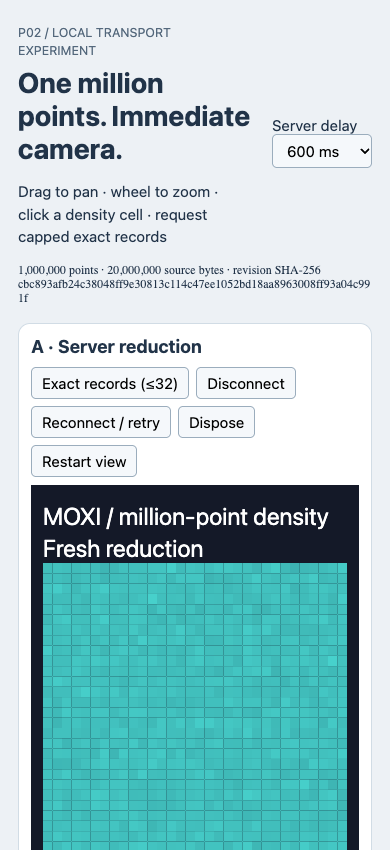 P02 / LOCAL TRANSPORT
EXPERIMENT
One million
points. Immediate
camera.
Server delay
600 ms
Drag to pan · wheel to zoom ·
click a density cell · request
capped exact records
1,000,000 points · 20,000,000 source bytes · revision SHA-256
cbc893afb24c38048ff9e30813c114c47ee1052bd18aa8963008ff93a04c99
1f
A · Server reduction
Exact records (≤32)
Disconnect
Reconnect / retry
Dispose
Restart view
MOXI / million-point density
Fresh reduction